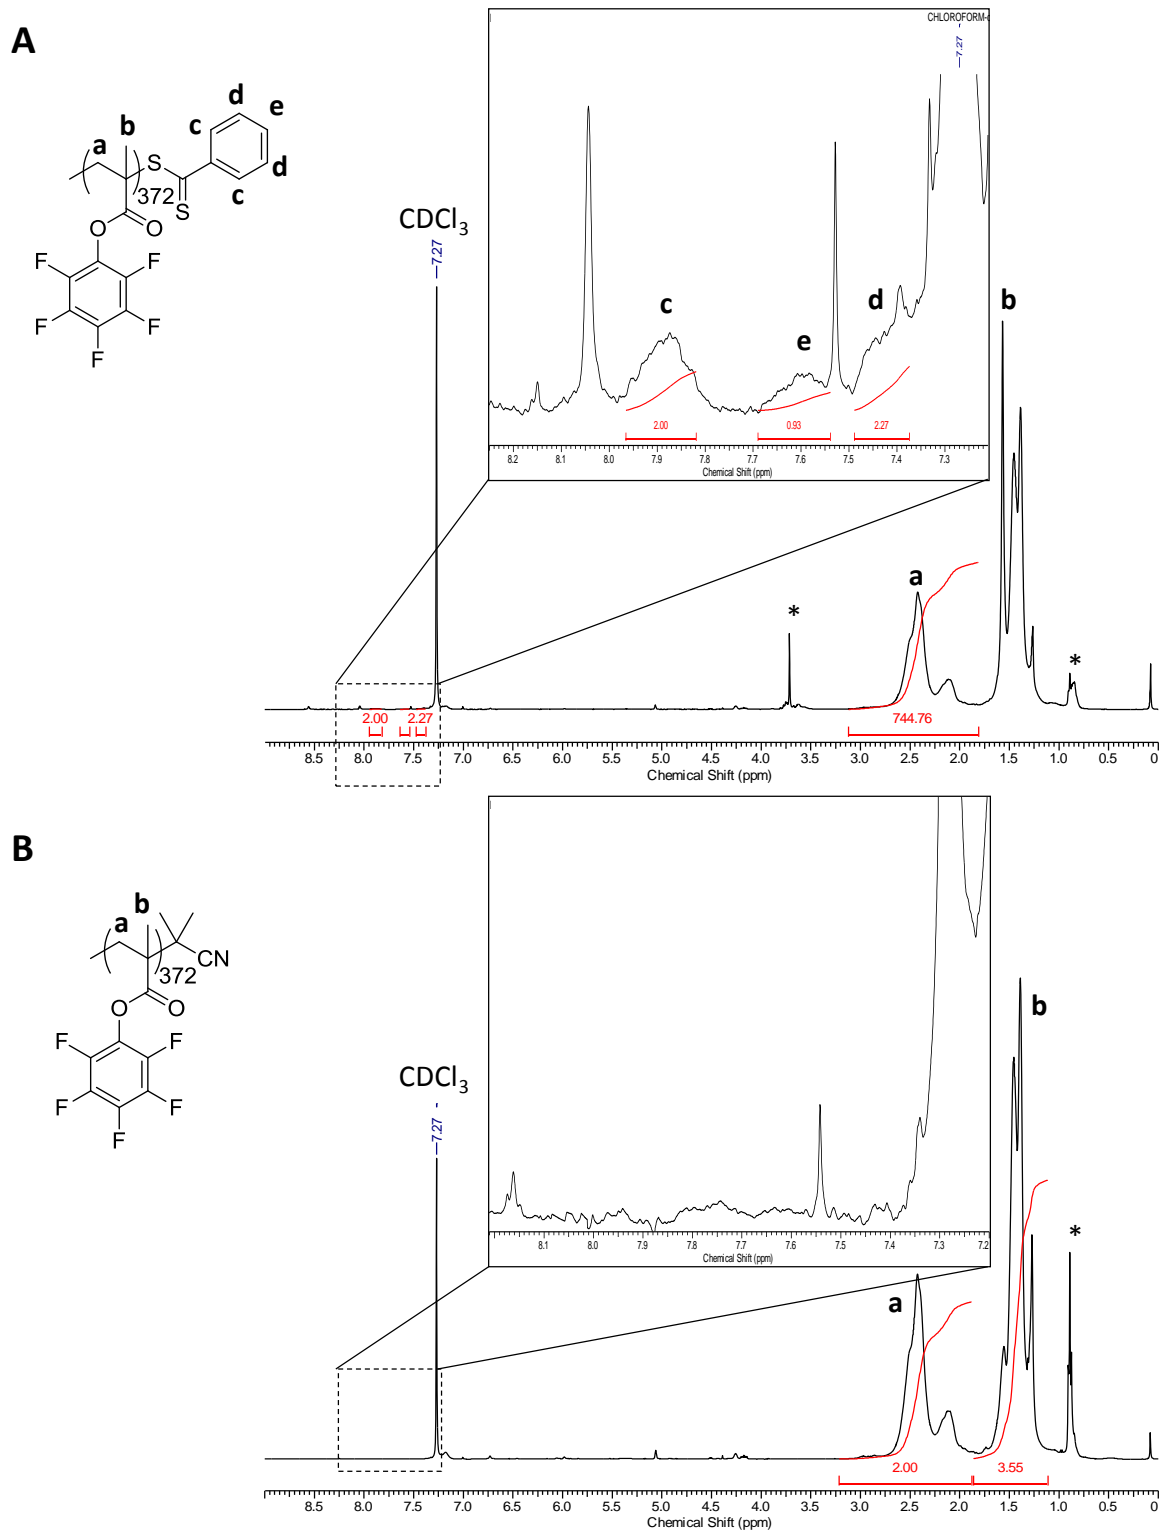 A
CHLOROFORM-d
7.27
a
b
c
d
e
d
c
S
S
372
O
O
F
F
F
F
F
CDCl3
7.27
c
e
d
2.00
0.93
2.27
8.2 8.1 8.0 7.9 7.8 7.7 7.6 7.5 7.4 7.3
Chemical Shift (ppm)
b
a
*
*
2.00 2.27
744.76
8.5 8.0 7.5 7.0 6.5 6.0 5.5 5.0 4.5 4.0 3.5 3.0 2.5 2.0 1.5 1.0 0.5 0
Chemical Shift (ppm)
B
a
b
CN
372
O
O
F
F
F
F
F
CDCl3
7.27
8.1 8.0 7.9 7.8 7.7 7.6 7.5 7.4 7.3 7.2
Chemical Shift (ppm)
b
*
a
2.00 3.55
8.5 8.0 7.5 7.0 6.5 6.0 5.5 5.0 4.5 4.0 3.5 3.0 2.5 2.0 1.5 1.0 0.5 0
Chemical Shift (ppm)